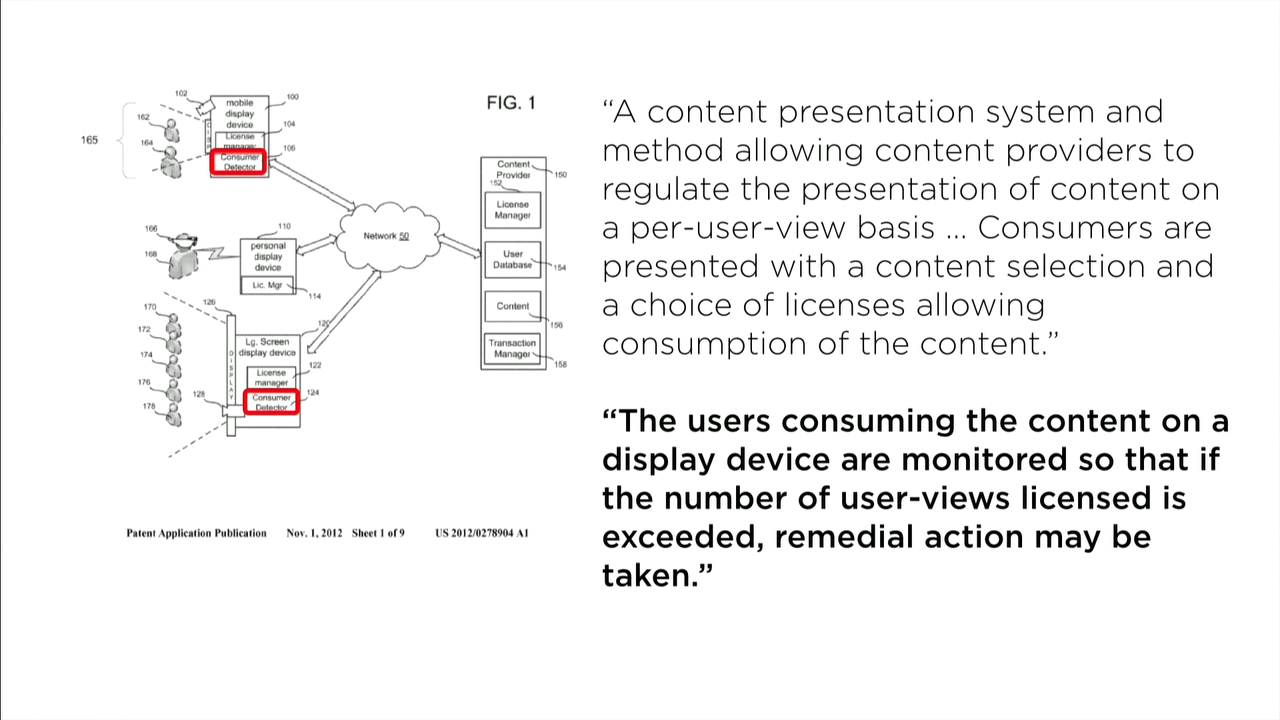 FIG. 1
102
100
mobile
display
device
162
104
165
164
License
manager
106
Consumer
Detector
DISP
Content
Provider
150
152
License
Manager
User
Database
154
Content
156
Transaction
Manager
158
Network 50
166
110
168
personal
display
device
Lic. Mgr
114
170
126
172
120
Lg. Screen
display device
174
122
License
manager
176
128
124
Consumer
Detector
178
DISPLAY
Patent Application Publication Nov. 1, 2012 Sheet 1 of 9 US 2012/0278904 A1
“A content presentation system and
method allowing content providers to
regulate the presentation of content on
a per-user-view basis ... Consumers are
presented with a content selection and
a choice of licenses allowing
consumption of the content.”
“The users consuming the content on a
display device are monitored so that if
the number of user-views licensed is
exceeded, remedial action may be
taken.”